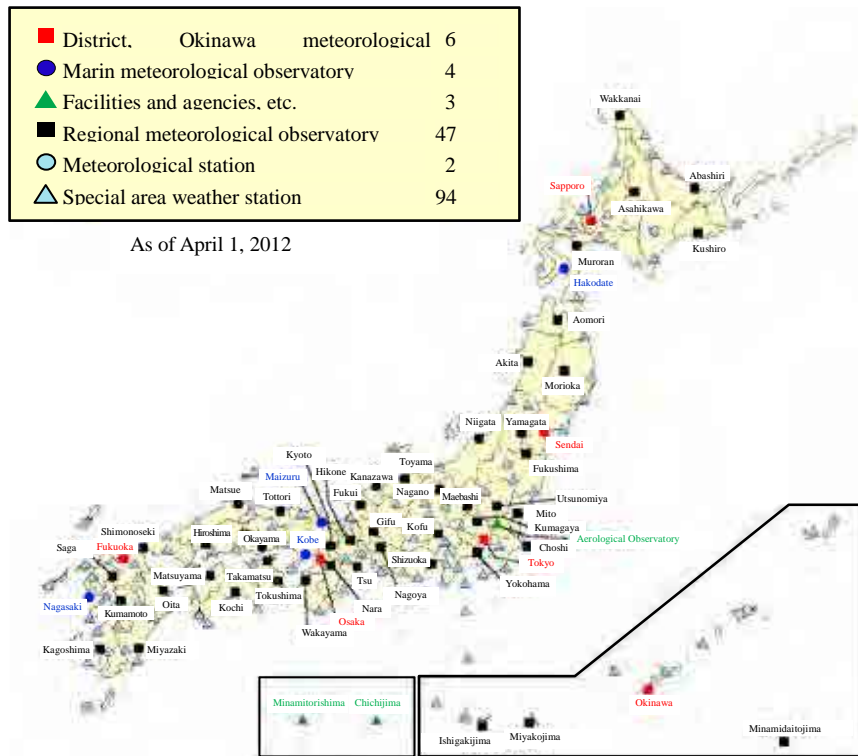 District, Okinawa meteorological 6
Marin meteorological observatory 4
Facilities and agencies, etc. 3
Regional meteorological observatory 47
Meteorological station 2
Special area weather station 94
As of April 1, 2012
Wakkanai
Abashiri
Sapporo
Asahikawa
Kushiro
Muroran
Hakodate
Aomori
Akita
Morioka
Niigata
Yamagata
Sendai
Kyoto
Fukushima
Toyama
Hikone
Maizuru
Kanazawa
Utsunomiya
Matsue
Fukui
Nagano
Maebashi
Tottori
Mito
Gifu
Kofu
Kumagaya
Shimonoseki
Hiroshima
Okayama
Kobe
Aerological Observatory
Saga
Fukuoka
Choshi
Shizuoka
Tokyo
Matsuyama
Takamatsu
Tsu
Yokohama
Tokushima
Nagoya
Nagasaki
Kumamoto
Oita
Kochi
Nara
Osaka
Wakayama
Kagoshima
Miyazaki
Minamitorishima
Chichijima
Okinawa
Ishigakijima
Miyakojima
Minamidaitojima